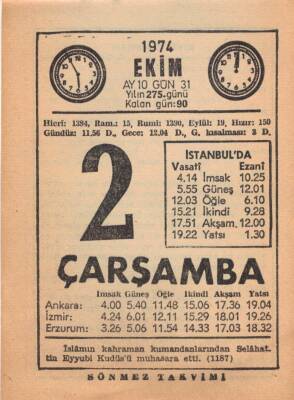 1974
EKİM
AY 10 GÜN 31
Yılın 275. günü
Kalan gün: 90
Hicri: 1394, Ram.: 15, Rumi: 1390, Eylül: 19, Hızır: 150
Gündüz: 11.56 D., Gece: 12.04 D., G. kısalması: 3 D.
2
İSTANBUL'DA
Vasatî Ezanî
4.14 İmsak 10.25
5.55 Güneş 12.01
12.03 Öğle 6.10
15.21 İkindi 9.28
17.51 Akşam 12.00
19.22 Yatsı 1.30
ÇARŞAMBA
İmsak Güneş Öğle İkindi Akşam Yatsı
Ankara: 4.00 5.40 11.48 15.06 17.36 19.04
İzmir: 4.24 6.01 12.11 15.29 18.01 19.26
Erzurum: 3.26 5.06 11.54 14.33 17.03 18.32
İslâmın kahraman kumandanlarından Selâhat-
tin Eyyubi Kudüs'ü muhasara etti. (1187)
SÖNMEZ TAKVİMİ